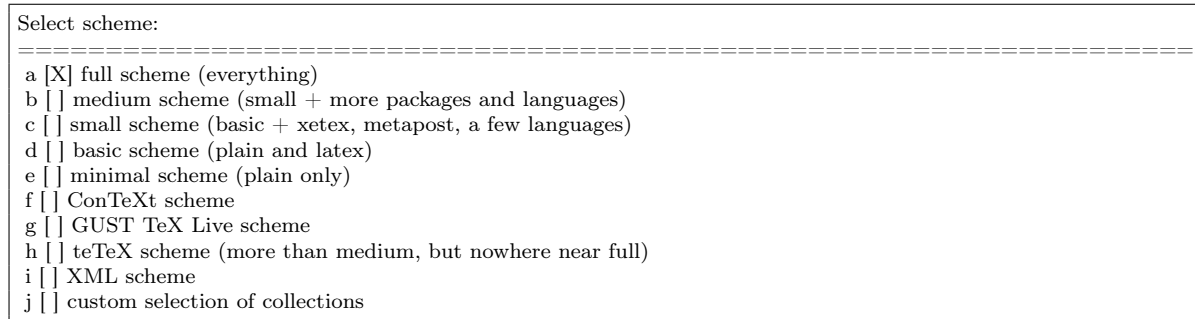 Select scheme:
===============================================================================
a [X] full scheme (everything)
b [ ] medium scheme (small + more packages and languages)
c [ ] small scheme (basic + xetex, metapost, a few languages)
d [ ] basic scheme (plain and latex)
e [ ] minimal scheme (plain only)
f [ ] ConTeXt scheme
g [ ] GUST TeX Live scheme
h [ ] teTeX scheme (more than medium, but nowhere near full)
i [ ] XML scheme
j [ ] custom selection of collections